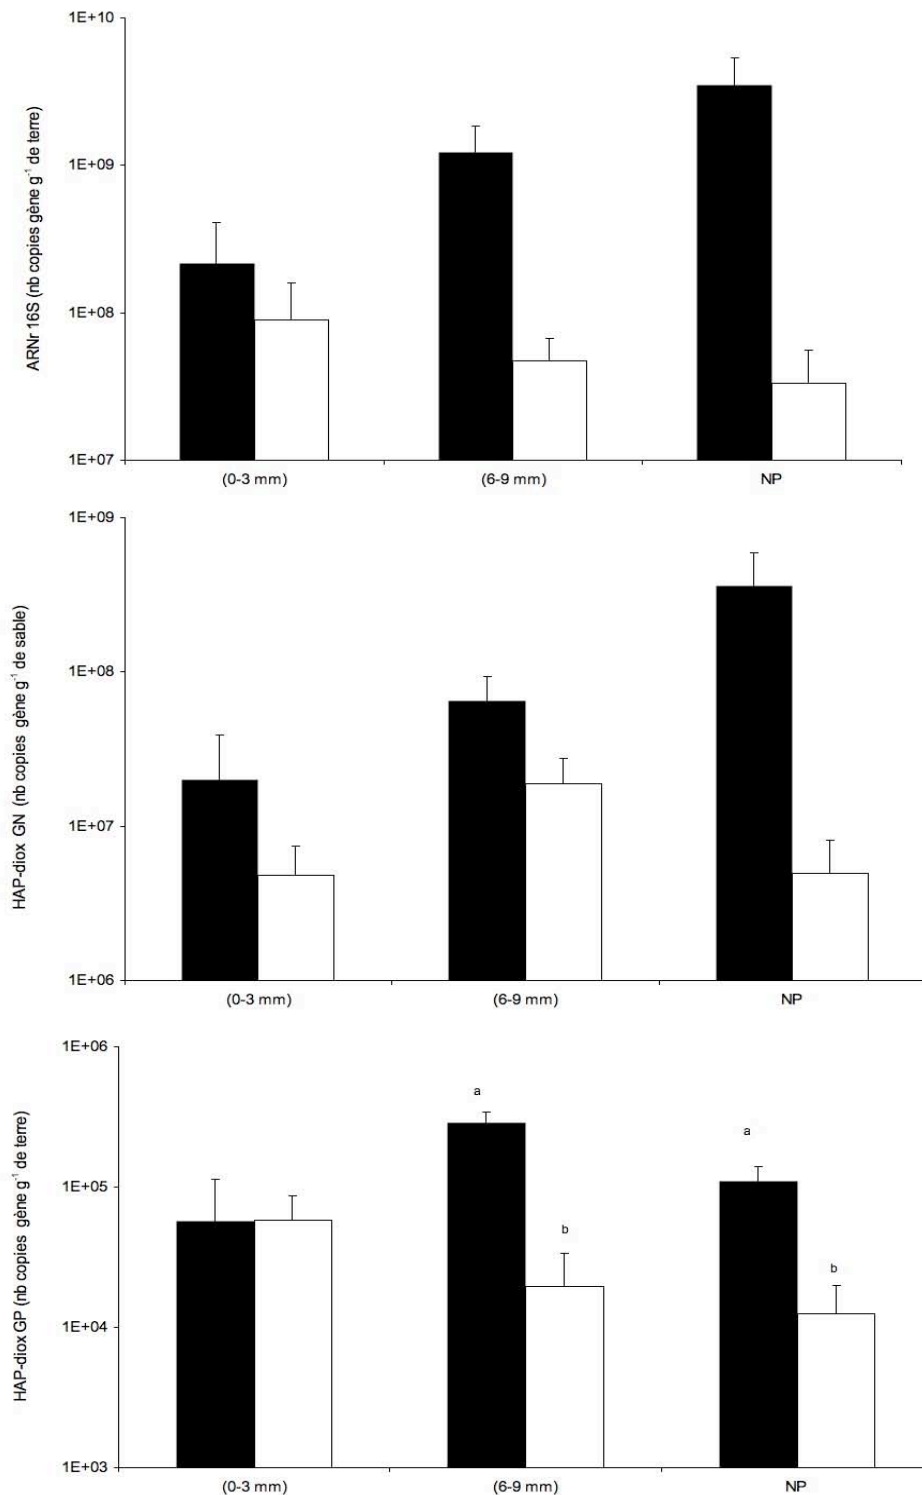 1E+10
1E+09
1E+08
1E+07
ARNr 16S (nb copies gène g-1 de terre)
(0-3 mm) (6-9 mm) NP
1E+09
1E+08
1E+07
1E+06
HAP-diox GN (nb copies gène g-1 de sable)
(0-3 mm) (6-9 mm) NP
1E+06
1E+05
1E+04
1E+03
HAP-diox GP (nb copies gène g-1 de terre)
a
a
b
b
(0-3 mm) (6-9 mm) NP